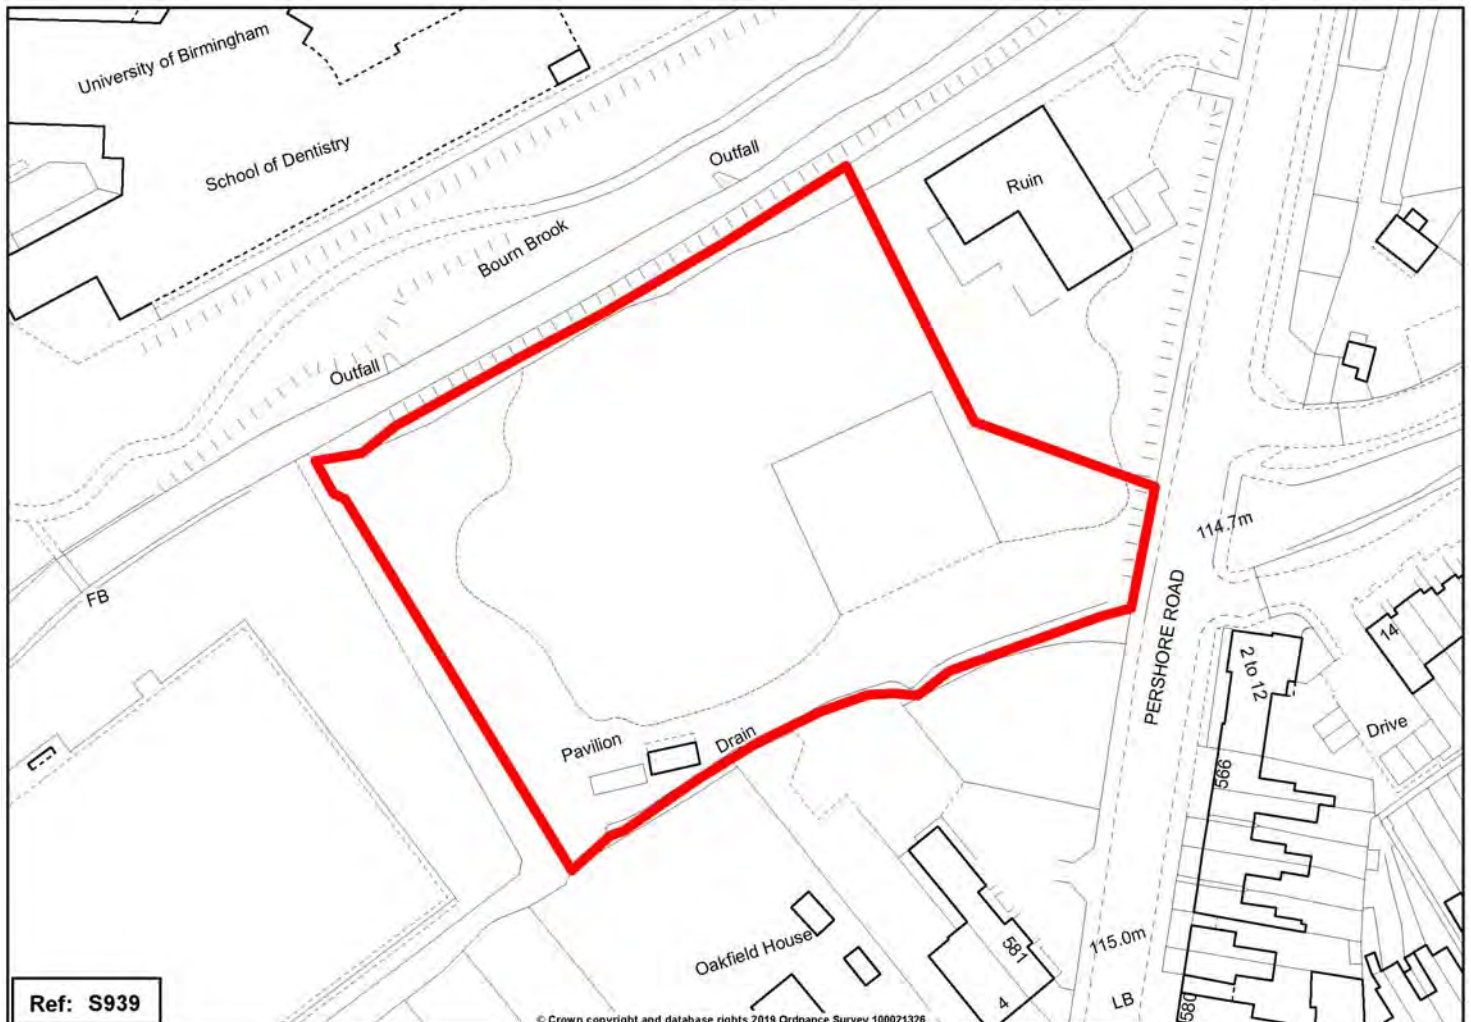 University of Birmingham
School of Dentistry
Outfall
Ruin
Bourn Brook
Outfall
114.7m
FB
PERSHORE ROAD
14
2 to 12
Drive
Pavilion
Drain
566
581
115.0m
Oakfield House
4
LB
580
Ref: S939
© Crown copyright and database rights 2019 Ordnance Survey 100021326